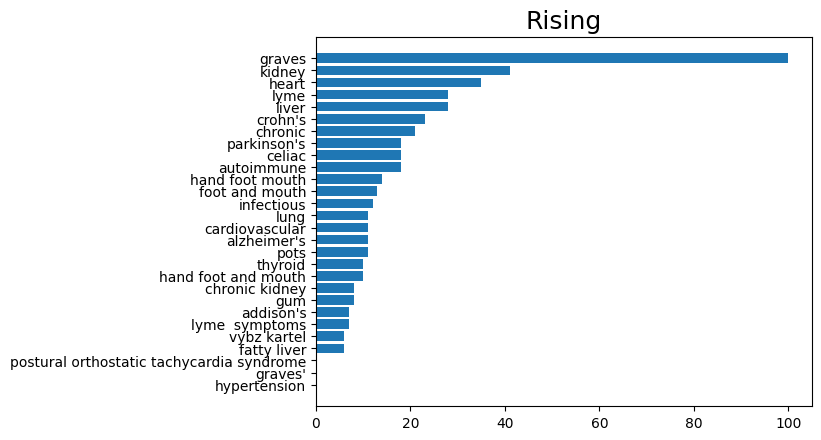 Rising
graves
kidney
heart
lyme
liver
crohn's
chronic
parkinson's
celiac
autoimmune
hand foot mouth
foot and mouth
infectious
lung
cardiovascular
alzheimer's
pots
thyroid
hand foot and mouth
chronic kidney
gum
addison's
lyme  symptoms
vybz kartel
fatty liver
postural orthostatic tachycardia syndrome
graves'
hypertension
0 20 40 60 80 100